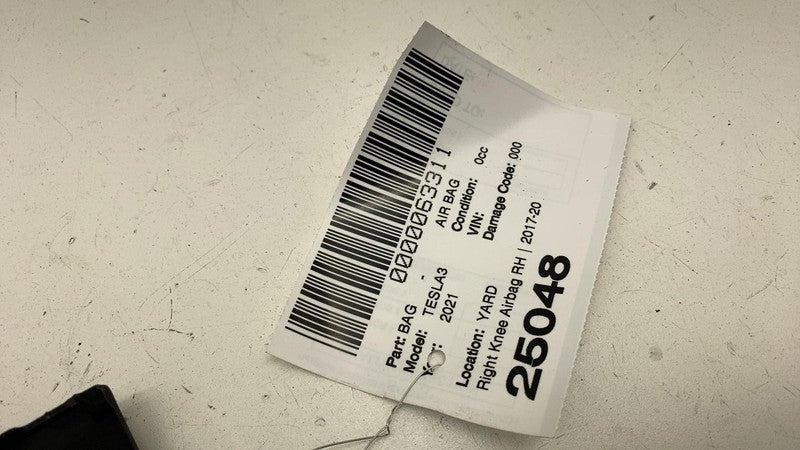 0000063311
Part: BAG - AIR BAG
Model: TESLA3 Condition: 0cc
2021 VIN:
Damage Code: 000
Location: YARD
Right Knee Airbag RH | 2017-20
25048